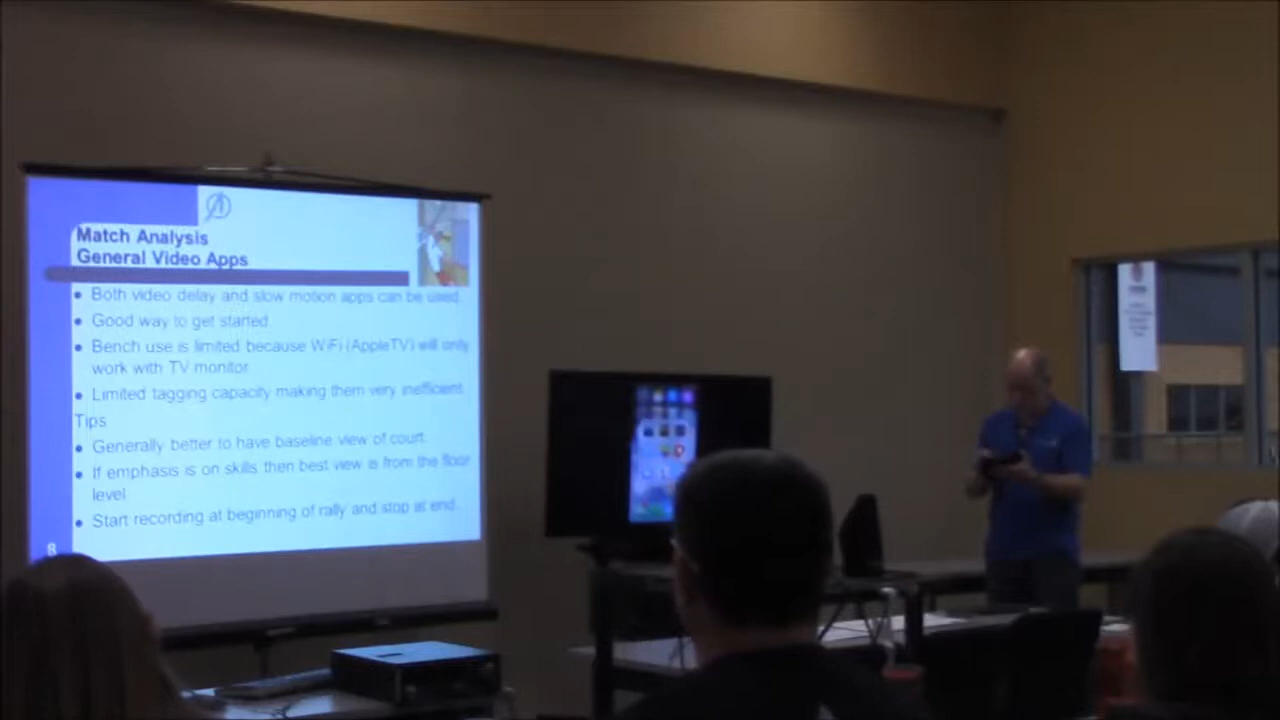 Match Analysis
General Video Apps
• Both video delay and slow motion apps can be used.
• Good way to get started
• Bench use is limited because WiFi (AppleTV) will only
work with TV monitor
• Limited tagging capacity making them very inefficient.
Tips
• Generally better to have baseline view of court.
• If emphasis is on skills then best view is from the floor
level.
• Start recording at beginning of rally and stop at end.
8